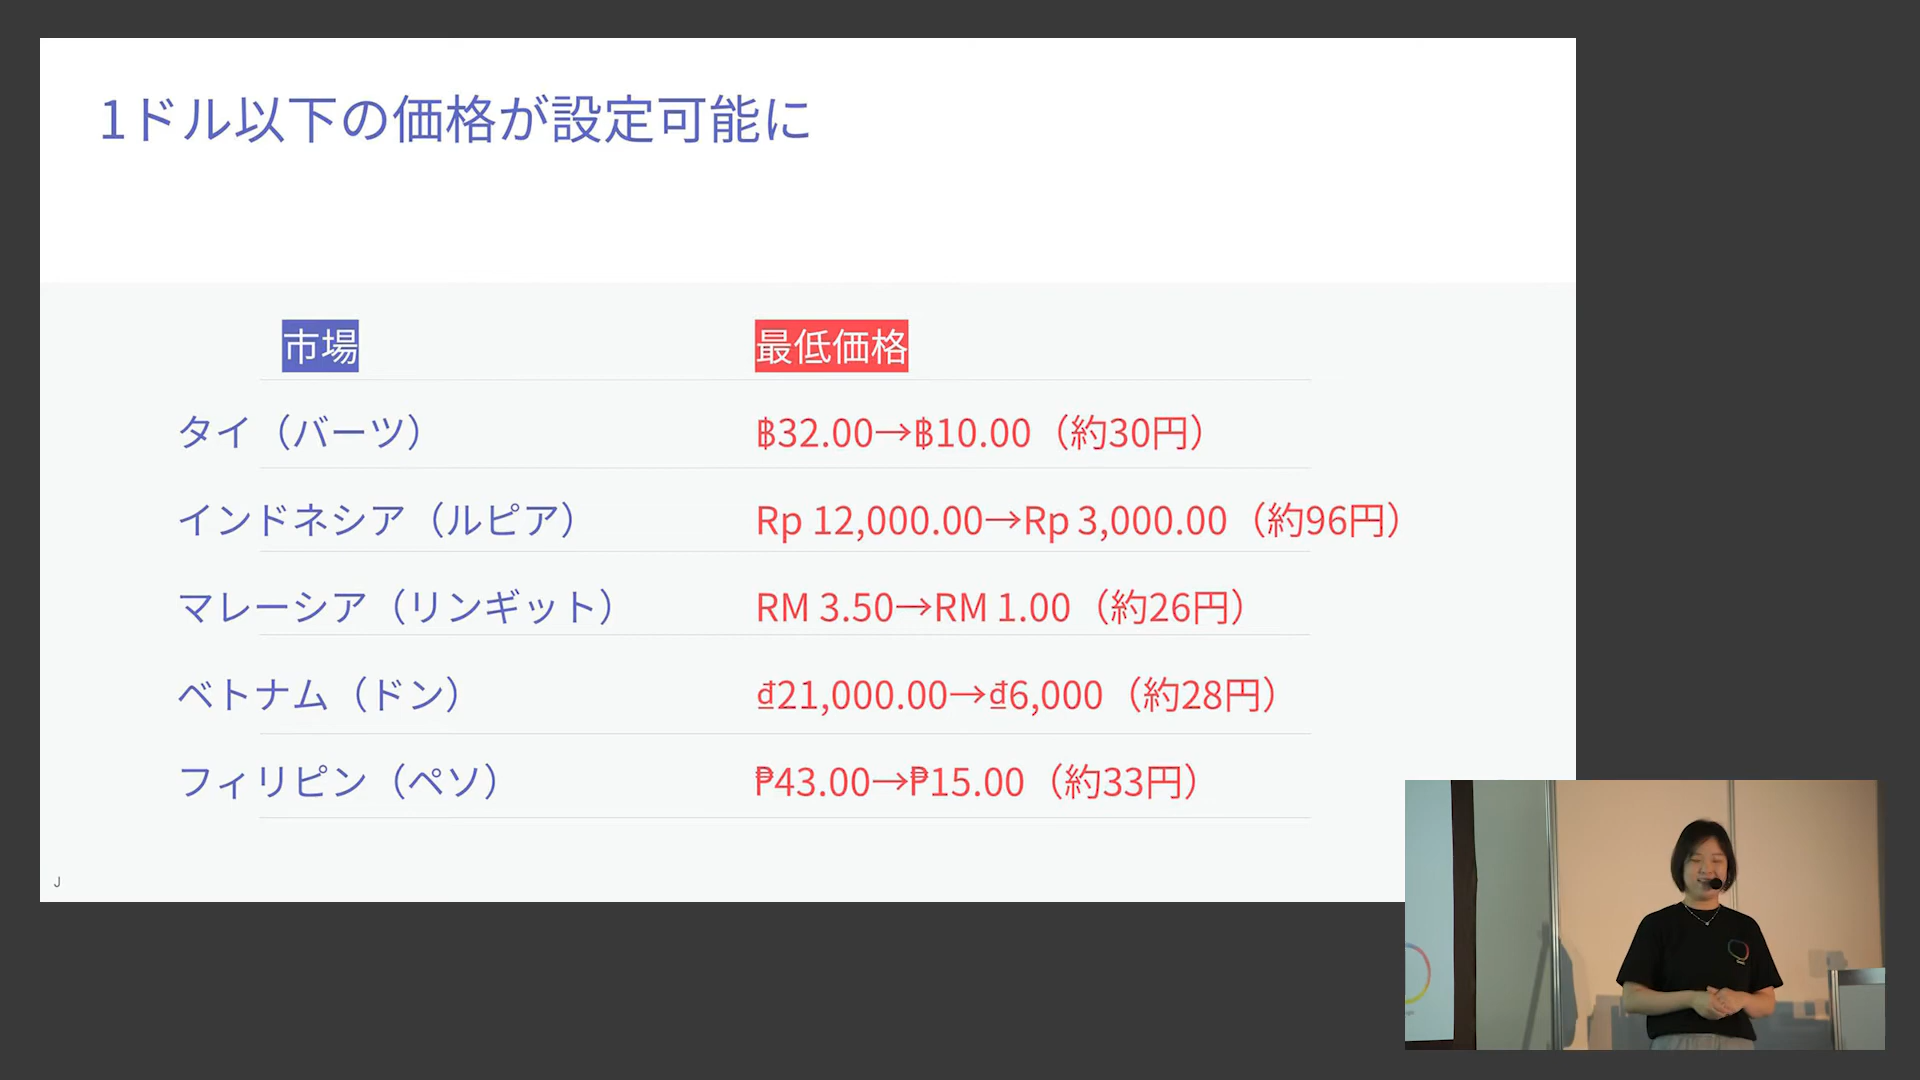 1ドル以下の価格が設定可能に
市場 最低価格
タイ（バーツ） ฿32.00→฿10.00（約30円）
インドネシア（ルピア） Rp 12,000.00→Rp 3,000.00（約96円）
マレーシア（リンギット） RM 3.50→RM 1.00（約26円）
ベトナム（ドン） ₫21,000.00→₫6,000（約28円）
フィリピン（ペソ） ₱43.00→₱15.00（約33円）
J